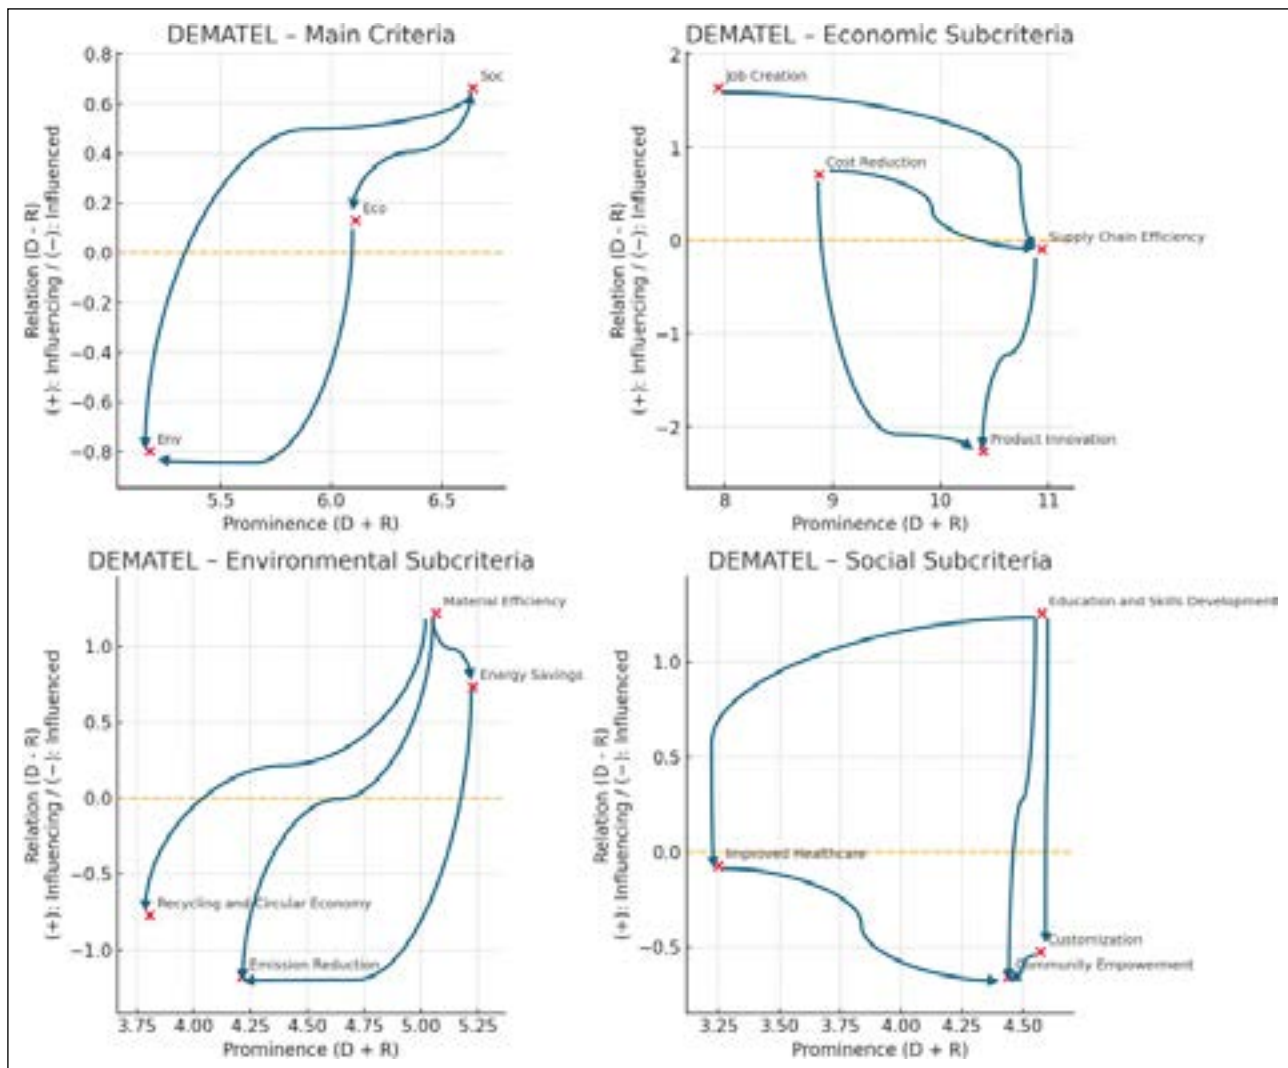 DEMATEL – Main Criteria
0.8
0.6
0.4
0.2
0.0
−0.2
−0.4
−0.6
−0.8
Relation (D - R)
(+): Influencing / (−): Influenced
Soc
Eco
Env
5.5 6.0 6.5
Prominence (D + R)
DEMATEL – Economic Subcriteria
2
1
0
−1
−2
Relation (D - R)
(+): Influencing / (−): Influenced
Job Creation
Cost Reduction
Supply Chain Efficiency
Product Innovation
8 9 10 11
Prominence (D + R)
DEMATEL – Environmental Subcriteria
1.0
0.5
0.0
−0.5
−1.0
Relation (D - R)
(+): Influencing / (−): Influenced
Material Efficiency
Energy Savings
Recycling and Circular Economy
Emission Reduction
3.75 4.00 4.25 4.50 4.75 5.00 5.25
Prominence (D + R)
DEMATEL – Social Subcriteria
1.0
0.5
0.0
−0.5
Relation (D - R)
(+): Influencing / (−): Influenced
Education and Skills Development
Improved Healthcare
Customization
Community Empowerment
3.25 3.50 3.75 4.00 4.25 4.50
Prominence (D + R)